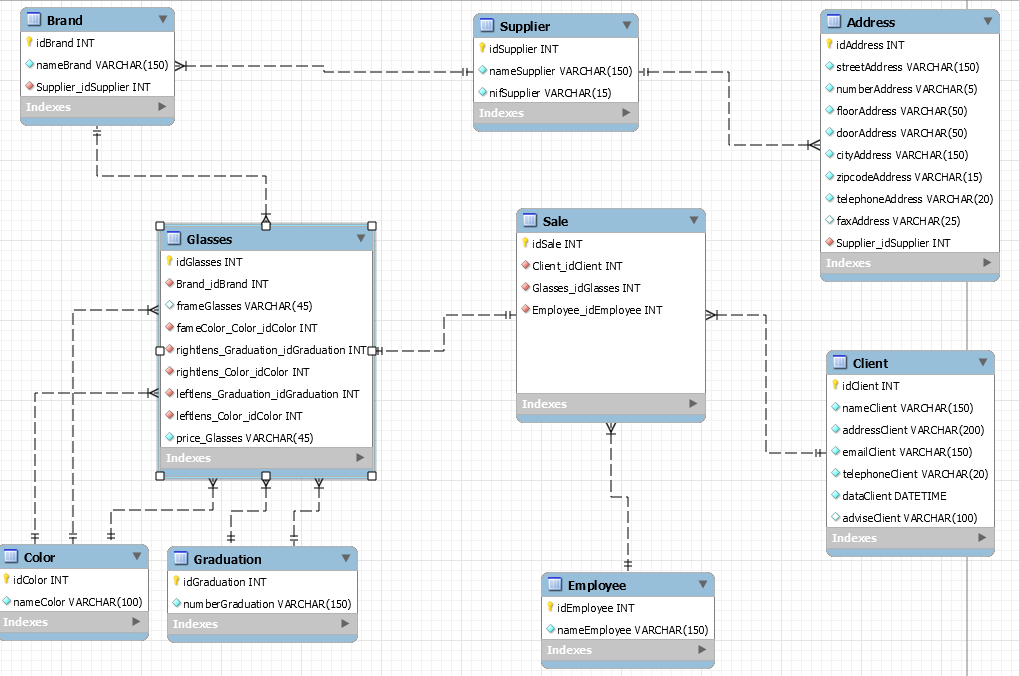 Brand
idBrand INT
nameBrand VARCHAR(150)
Supplier_idSupplier INT
Indexes
Supplier
idSupplier INT
nameSupplier VARCHAR(150)
nifSupplier VARCHAR(15)
Indexes
Address
idAddress INT
streetAddress VARCHAR(150)
numberAddress VARCHAR(5)
floorAddress VARCHAR(50)
doorAddress VARCHAR(50)
cityAddress VARCHAR(150)
zipcodeAddress VARCHAR(15)
telephoneAddress VARCHAR(20)
faxAddress VARCHAR(25)
Supplier_idSupplier INT
Indexes
Glasses
idGlasses INT
Brand_idBrand INT
frameGlasses VARCHAR(45)
fameColor_Color_idColor INT
rightlens_Graduation_idGraduation INT
rightlens_Color_idColor INT
leftlens_Graduation_idGraduation INT
leftlens_Color_idColor INT
price_Glasses VARCHAR(45)
Indexes
Sale
idSale INT
Client_idClient INT
Glasses_idGlasses INT
Employee_idEmployee INT
Indexes
Client
idClient INT
nameClient VARCHAR(150)
addressClient VARCHAR(200)
emailClient VARCHAR(150)
telephoneClient VARCHAR(20)
dataClient DATETIME
adviseClient VARCHAR(100)
Indexes
Color
idColor INT
nameColor VARCHAR(100)
Indexes
Graduation
idGraduation INT
numberGraduation VARCHAR(150)
Indexes
Employee
idEmployee INT
nameEmployee VARCHAR(150)
Indexes